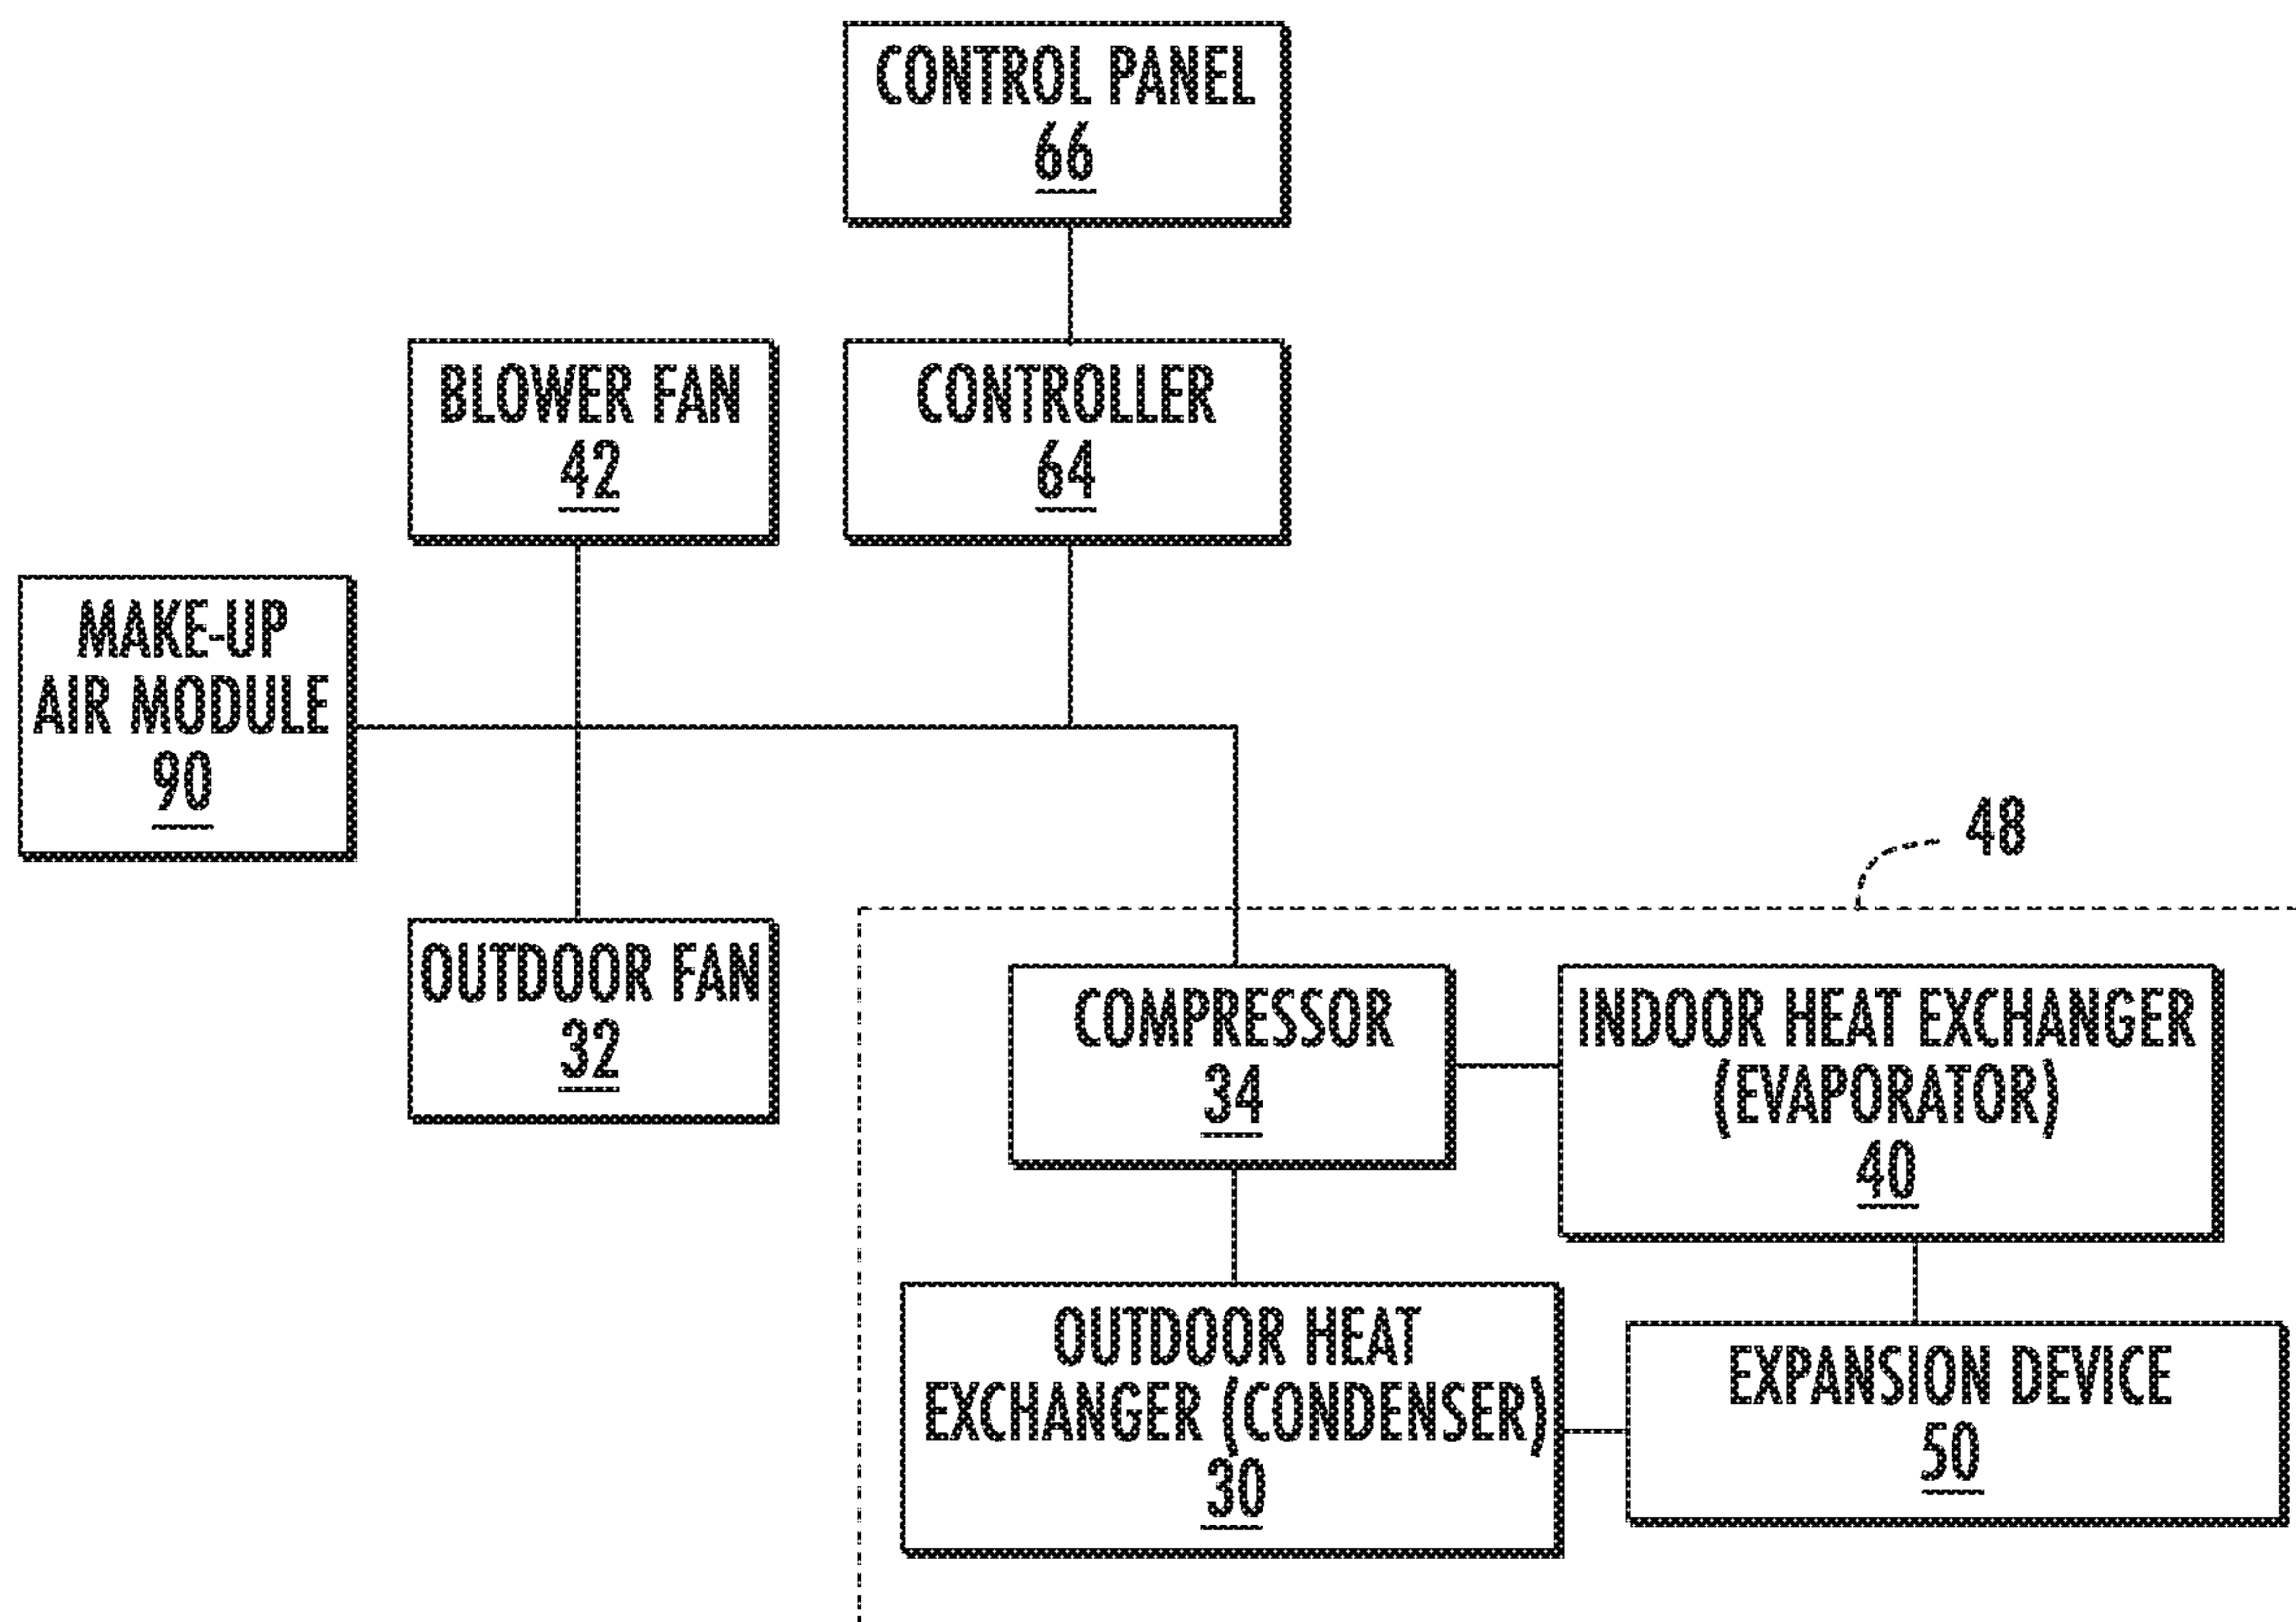 CONTROL PANEL
66
BLOWER FAN
42
CONTROLLER
64
MAKE-UP
AIR MODULE
90
48
OUTDOOR FAN
32
COMPRESSOR
34
INDOOR HEAT EXCHANGER
(EVAPORATOR)
40
OUTDOOR HEAT
EXCHANGER (CONDENSER)
30
EXPANSION DEVICE
50